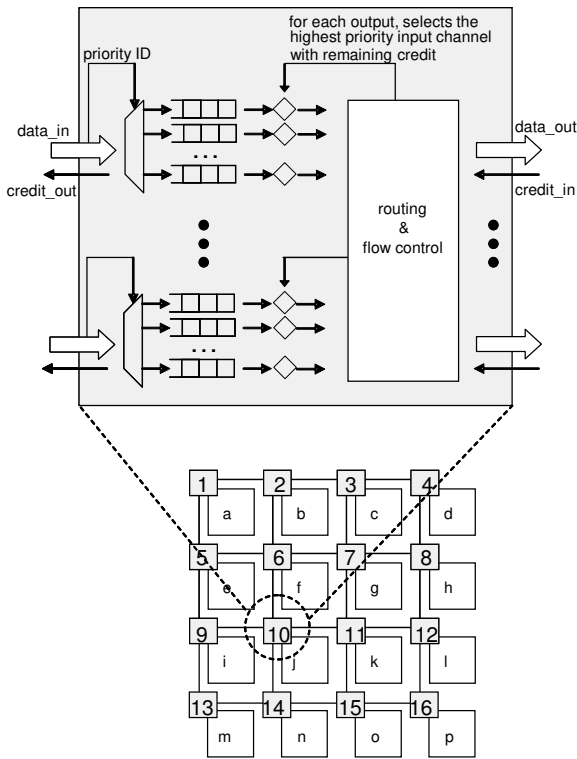 for each output, selects the
highest priority input channel
with remaining credit
priority ID
data_in
credit_out
data_out
credit_in
routing
&
flow control
1 2 3 4
a b c d
5 6 7 8
e f g h
9 10 11 12
i j k l
13 14 15 16
m n o p